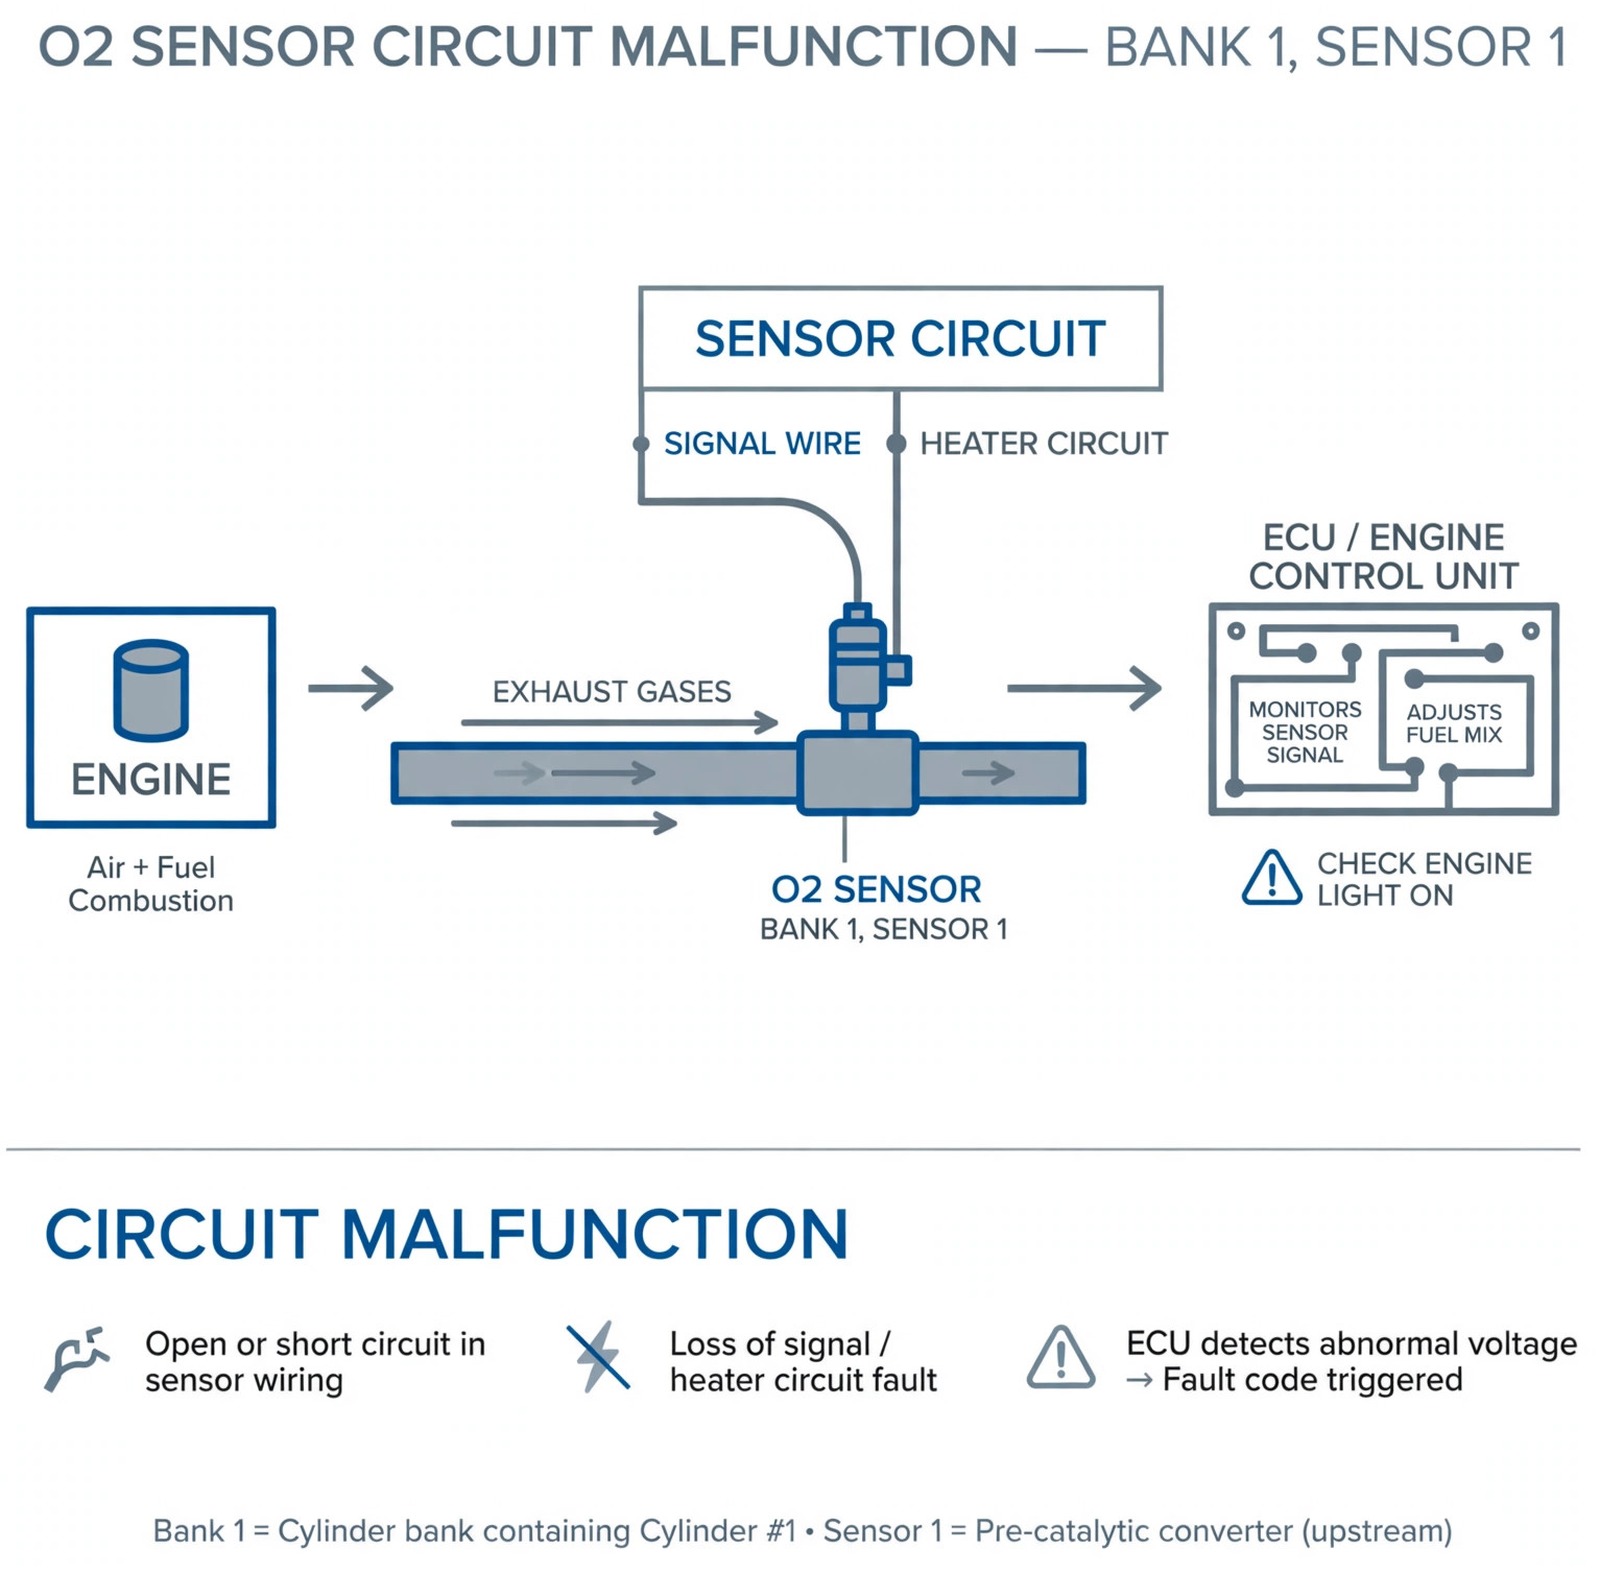 O2 SENSOR CIRCUIT MALFUNCTION — BANK 1, SENSOR 1
SENSOR CIRCUIT
SIGNAL WIRE
HEATER CIRCUIT
ECU / ENGINE
CONTROL UNIT
ENGINE
Air + Fuel
Combustion
EXHAUST GASES
O2 SENSOR
BANK 1, SENSOR 1
MONITORS
SENSOR
SIGNAL
ADJUSTS
FUEL MIX
CHECK ENGINE
LIGHT ON
CIRCUIT MALFUNCTION
Open or short circuit in
sensor wiring
Loss of signal /
heater circuit fault
ECU detects abnormal voltage
→ Fault code triggered
Bank 1 = Cylinder bank containing Cylinder #1 • Sensor 1 = Pre-catalytic converter (upstream)